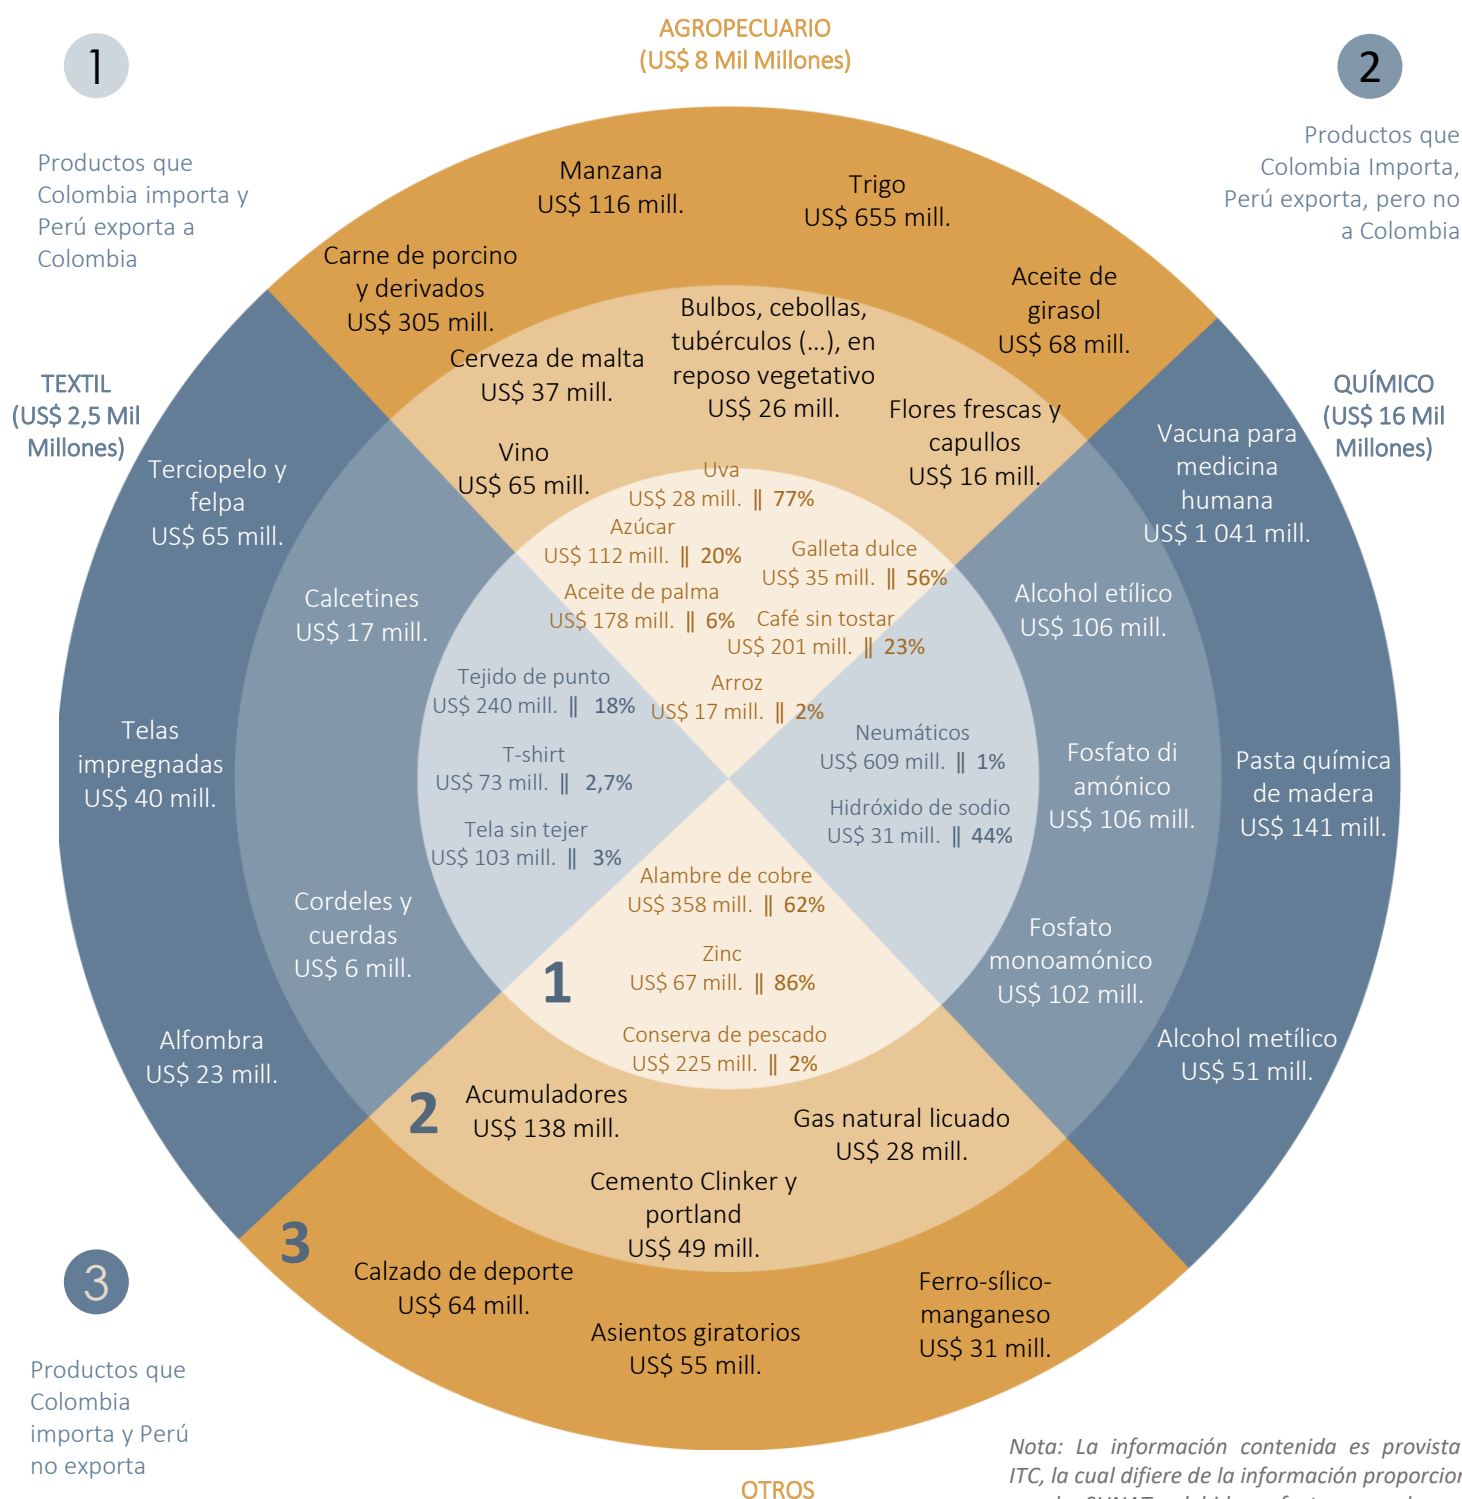 AGROPECUARIO
(US$ 8 Mil Millones)
1
Productos que
Colombia importa y
Perú exporta a
Colombia
2
Productos que
Colombia Importa,
Perú exporta, pero no
a Colombia
Manzana
US$ 116 mill.
Trigo
US$ 655 mill.
Carne de porcino
y derivados
US$ 305 mill.
Aceite de
girasol
US$ 68 mill.
Bulbos, cebollas,
tubérculos (...), en
reposo vegetativo
US$ 26 mill.
Cerveza de malta
US$ 37 mill.
Flores frescas y
capullos
US$ 16 mill.
Vino
US$ 65 mill.
Uva
US$ 28 mill. || 77%
Azúcar
US$ 112 mill. || 20%
Galleta dulce
US$ 35 mill. || 56%
Aceite de palma
US$ 178 mill. || 6%
Café sin tostar
US$ 201 mill. || 23%
Arroz
US$ 17 mill. || 2%
TEXTIL
(US$ 2,5 Mil
Millones)
Terciopelo y
felpa
US$ 65 mill.
Calcetines
US$ 17 mill.
Tejido de punto
US$ 240 mill. || 18%
Telas
impregnadas
US$ 40 mill.
T-shirt
US$ 73 mill. || 2,7%
Tela sin tejer
US$ 103 mill. || 3%
Cordeles y
cuerdas
US$ 6 mill.
Alfombra
US$ 23 mill.
QUÍMICO
(US$ 16 Mil
Millones)
Vacuna para
medicina
humana
US$ 1 041 mill.
Alcohol etílico
US$ 106 mill.
Neumáticos
US$ 609 mill. || 1%
Fosfato di
amónico
US$ 106 mill.
Pasta química
de madera
US$ 141 mill.
Hidróxido de sodio
US$ 31 mill. || 44%
Fosfato
monoamónico
US$ 102 mill.
Alcohol metílico
US$ 51 mill.
Alambre de cobre
US$ 358 mill. || 62%
Zinc
US$ 67 mill. || 86%
1
Conserva de pescado
US$ 225 mill. || 2%
2
Acumuladores
US$ 138 mill.
Gas natural licuado
US$ 28 mill.
Cemento Clinker y
portland
US$ 49 mill.
3
Calzado de deporte
US$ 64 mill.
Asientos giratorios
US$ 55 mill.
Ferro-sílico-
manganeso
US$ 31 mill.
3
Productos que
Colombia
importa y Perú
no exporta
OTROS
Nota: La información contenida es provista
ITC, la cual difiere de la información proporcion